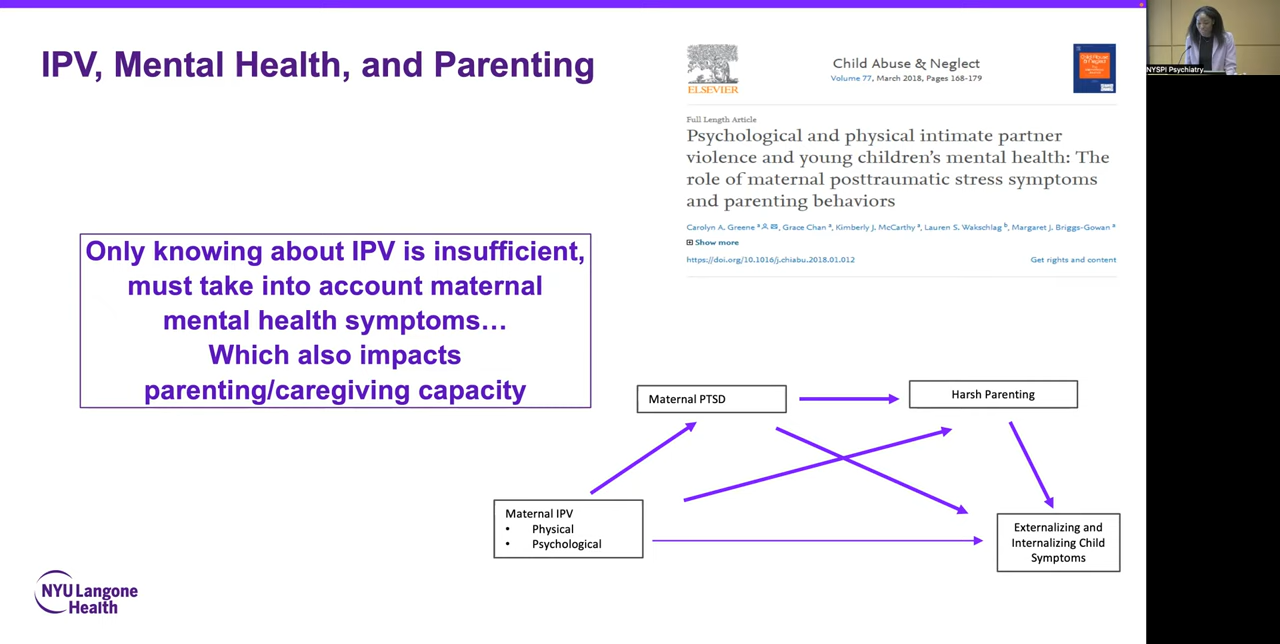 IPV, Mental Health, and Parenting
ELSEVIER
Child Abuse & Neglect
Volume 77, March 2018, Pages 168-179
Full Length Article
Psychological and physical intimate partner
violence and young children's mental health: The
role of maternal posttraumatic stress symptoms
and parenting behaviors
Carolyn A. Greene a, Grace Chan a, Kimberly J. McCarthy a, Lauren S. Wakschlag b, Margaret J. Briggs-Gowan a
Show more
https://doi.org/10.1016/j.chiabu.2018.01.012
Get rights and content
Only knowing about IPV is insufficient,
must take into account maternal
mental health symptoms…
Which also impacts
parenting/caregiving capacity
Maternal PTSD
Harsh Parenting
Maternal IPV
• Physical
• Psychological
Externalizing and
Internalizing Child
Symptoms
NYU Langone
Health
NYSPI Psychiatry